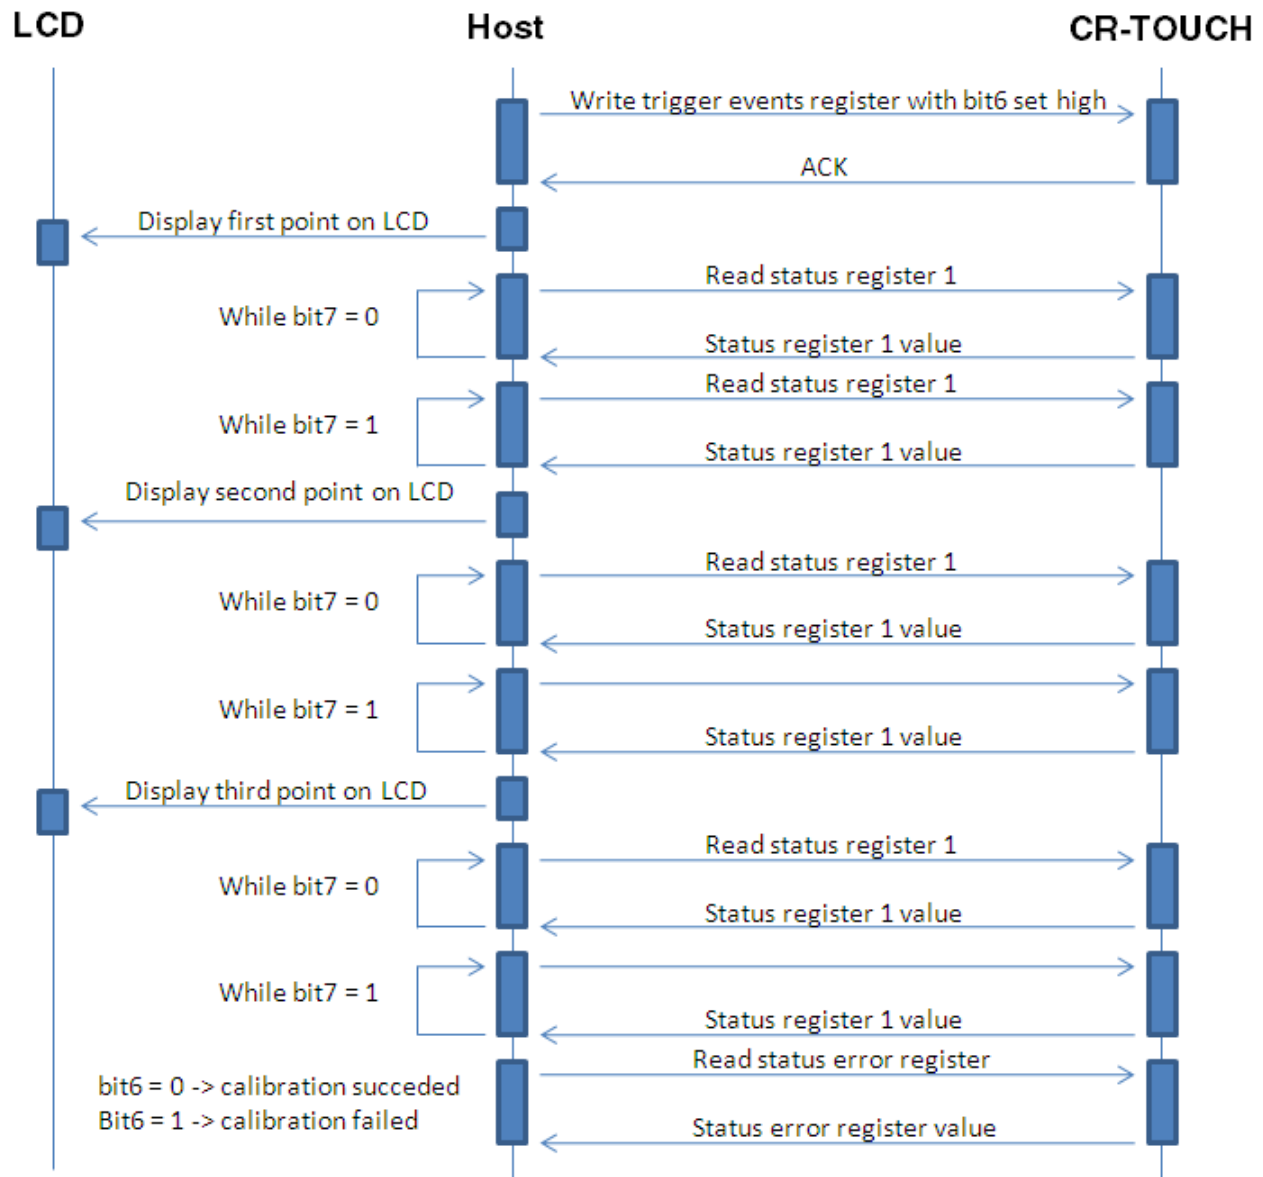 LCD
Host
CR-TOUCH
Write trigger events register with bit6 set high
ACK
Display first point on LCD
Read status register 1
While bit7 = 0
Status register 1 value
Read status register 1
While bit7 = 1
Status register 1 value
Display second point on LCD
Read status register 1
While bit7 = 0
Status register 1 value
While bit7 = 1
Status register 1 value
Display third point on LCD
Read status register 1
While bit7 = 0
Status register 1 value
While bit7 = 1
Status register 1 value
Read status error register
bit6 = 0 -> calibration succeded
Bit6 = 1 -> calibration failed
Status error register value